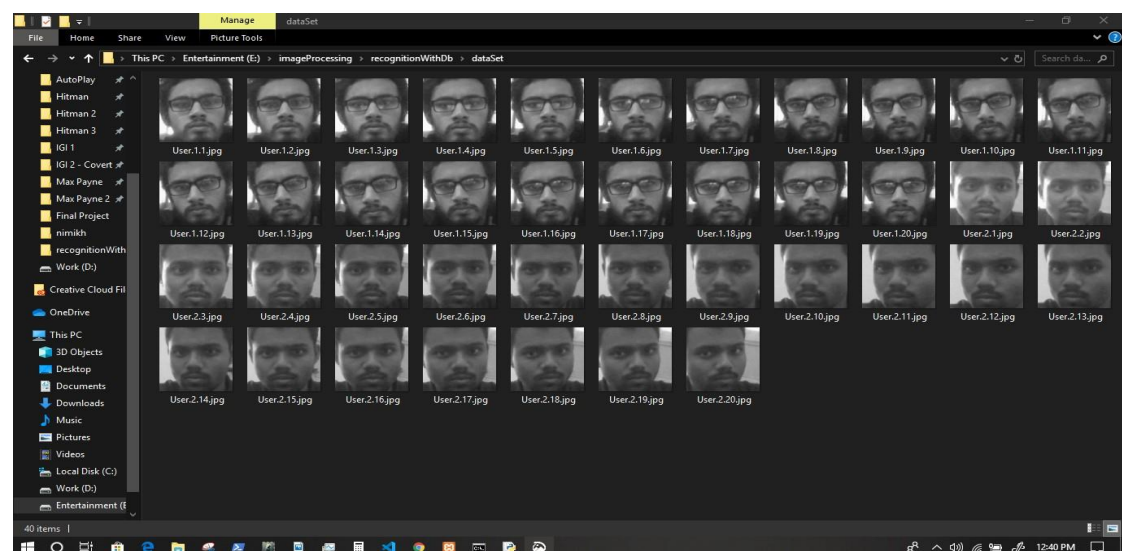 Manage dataSet
File Home Share View Picture Tools
This PC > Entertainment (E:) > imageProcessing > recognitionWithDb > dataSet
Search da...
AutoPlay
Hitman
Hitman 2
Hitman 3
IGI 1
IGI 2 - Covert
Max Payne
Max Payne 2
Final Project
nimikh
recognitionWith
Work (D:)
Creative Cloud Fil
OneDrive
This PC
3D Objects
Desktop
Documents
Downloads
Music
Pictures
Videos
Local Disk (C:)
Work (D:)
Entertainment (E
User.1.1.jpg User.1.2.jpg User.1.3.jpg User.1.4.jpg User.1.5.jpg User.1.6.jpg User.1.7.jpg User.1.8.jpg User.1.9.jpg User.1.10.jpg User.1.11.jpg
User.1.12.jpg User.1.13.jpg User.1.14.jpg User.1.15.jpg User.1.16.jpg User.1.17.jpg User.1.18.jpg User.1.19.jpg User.1.20.jpg User.2.1.jpg User.2.2.jpg
User.2.3.jpg User.2.4.jpg User.2.5.jpg User.2.6.jpg User.2.7.jpg User.2.8.jpg User.2.9.jpg User.2.10.jpg User.2.11.jpg User.2.12.jpg User.2.13.jpg
User.2.14.jpg User.2.15.jpg User.2.16.jpg User.2.17.jpg User.2.18.jpg User.2.19.jpg User.2.20.jpg
40 items
12:40 PM